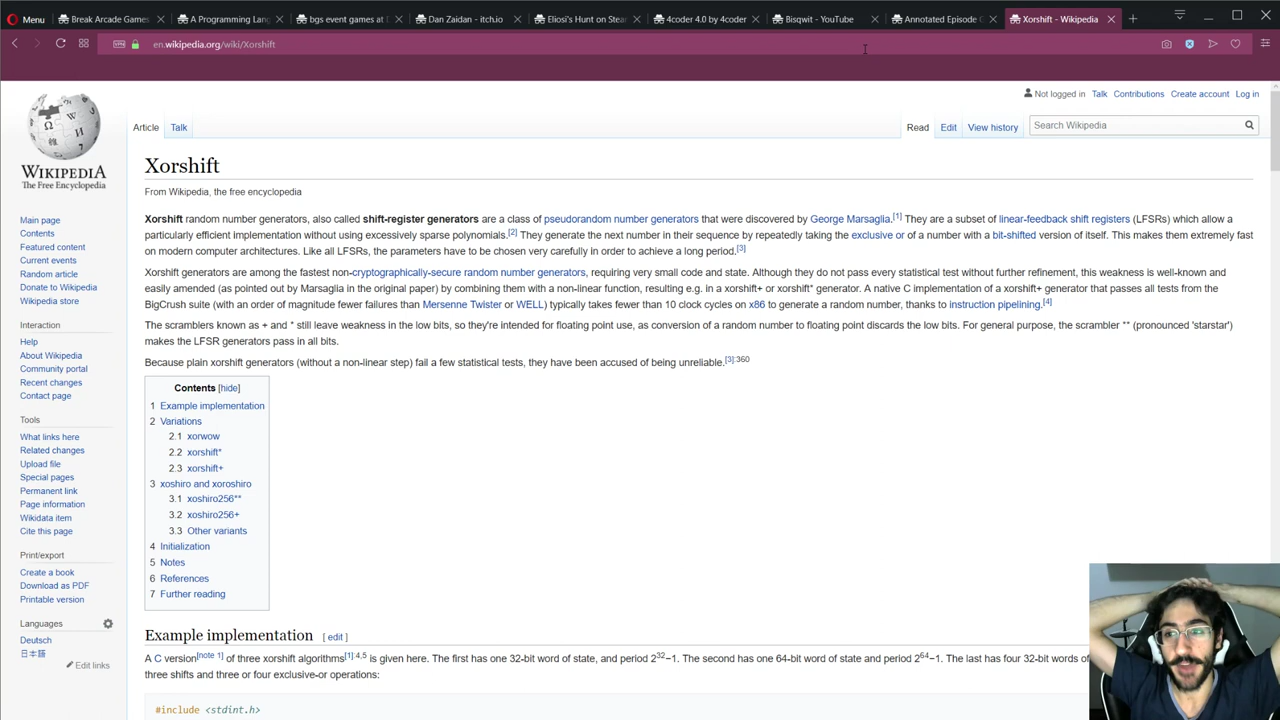 Menu
Break Arcade Games
A Programming Lang
bgs event games at D
Dan Zaidan - itch.io
Eliosi's Hunt on Stea
4coder 4.0 by 4coder
Bisqwit - YouTube
Annotated Episode G
Xorshift - Wikipedia
VPN
en.wikipedia.org/wiki/Xorshift
Not logged in Talk Contributions Create account Log in
Article Talk
Read Edit View history
Search Wikipedia
WIKIPEDIA
The Free Encyclopedia
Main page
Contents
Featured content
Current events
Random article
Donate to Wikipedia
Wikipedia store
Interaction
Help
About Wikipedia
Community portal
Recent changes
Contact page
Tools
What links here
Related changes
Upload file
Special pages
Permanent link
Page information
Wikidata item
Cite this page
Print/export
Create a book
Download as PDF
Printable version
Languages
Deutsch
日本語
Edit links
Xorshift
From Wikipedia, the free encyclopedia
Xorshift random number generators, also called shift-register generators are a class of pseudorandom number generators that were discovered by George Marsaglia.[1] They are a subset of linear-feedback shift registers (LFSRs) which allow a
particularly efficient implementation without using excessively sparse polynomials.[2] They generate the next number in their sequence by repeatedly taking the exclusive or of a number with a bit-shifted version of itself. This makes them extremely fast
on modern computer architectures. Like all LFSRs, the parameters have to be chosen very carefully in order to achieve a long period.[3]
Xorshift generators are among the fastest non-cryptographically-secure random number generators, requiring very small code and state. Although they do not pass every statistical test without further refinement, this weakness is well-known and
easily amended (as pointed out by Marsaglia in the original paper) by combining them with a non-linear function, resulting e.g. in a xorshift+ or xorshift* generator. A native C implementation of a xorshift+ generator that passes all tests from the
BigCrush suite (with an order of magnitude fewer failures than Mersenne Twister or WELL) typically takes fewer than 10 clock cycles on x86 to generate a random number, thanks to instruction pipelining.[4]
The scramblers known as + and * still leave weakness in the low bits, so they're intended for floating point use, as conversion of a random number to floating point discards the low bits. For general purpose, the scrambler ** (pronounced 'starstar')
makes the LFSR generators pass in all bits.
Because plain xorshift generators (without a non-linear step) fail a few statistical tests, they have been accused of being unreliable.[3]:360
Contents [hide]
1 Example implementation
2 Variations
2.1 xorwow
2.2 xorshift*
2.3 xorshift+
3 xoshiro and xoroshiro
3.1 xoshiro256**
3.2 xoshiro256+
3.3 Other variants
4 Initialization
5 Notes
6 References
7 Further reading
Example implementation [ edit ]
A C version[note 1] of three xorshift algorithms[1]:4,5 is given here. The first has one 32-bit word of state, and period 2^32−1. The second has one 64-bit word of state and period 2^64−1. The last has four 32-bit words of
three shifts and three or four exclusive-or operations:
#include <stdint.h>